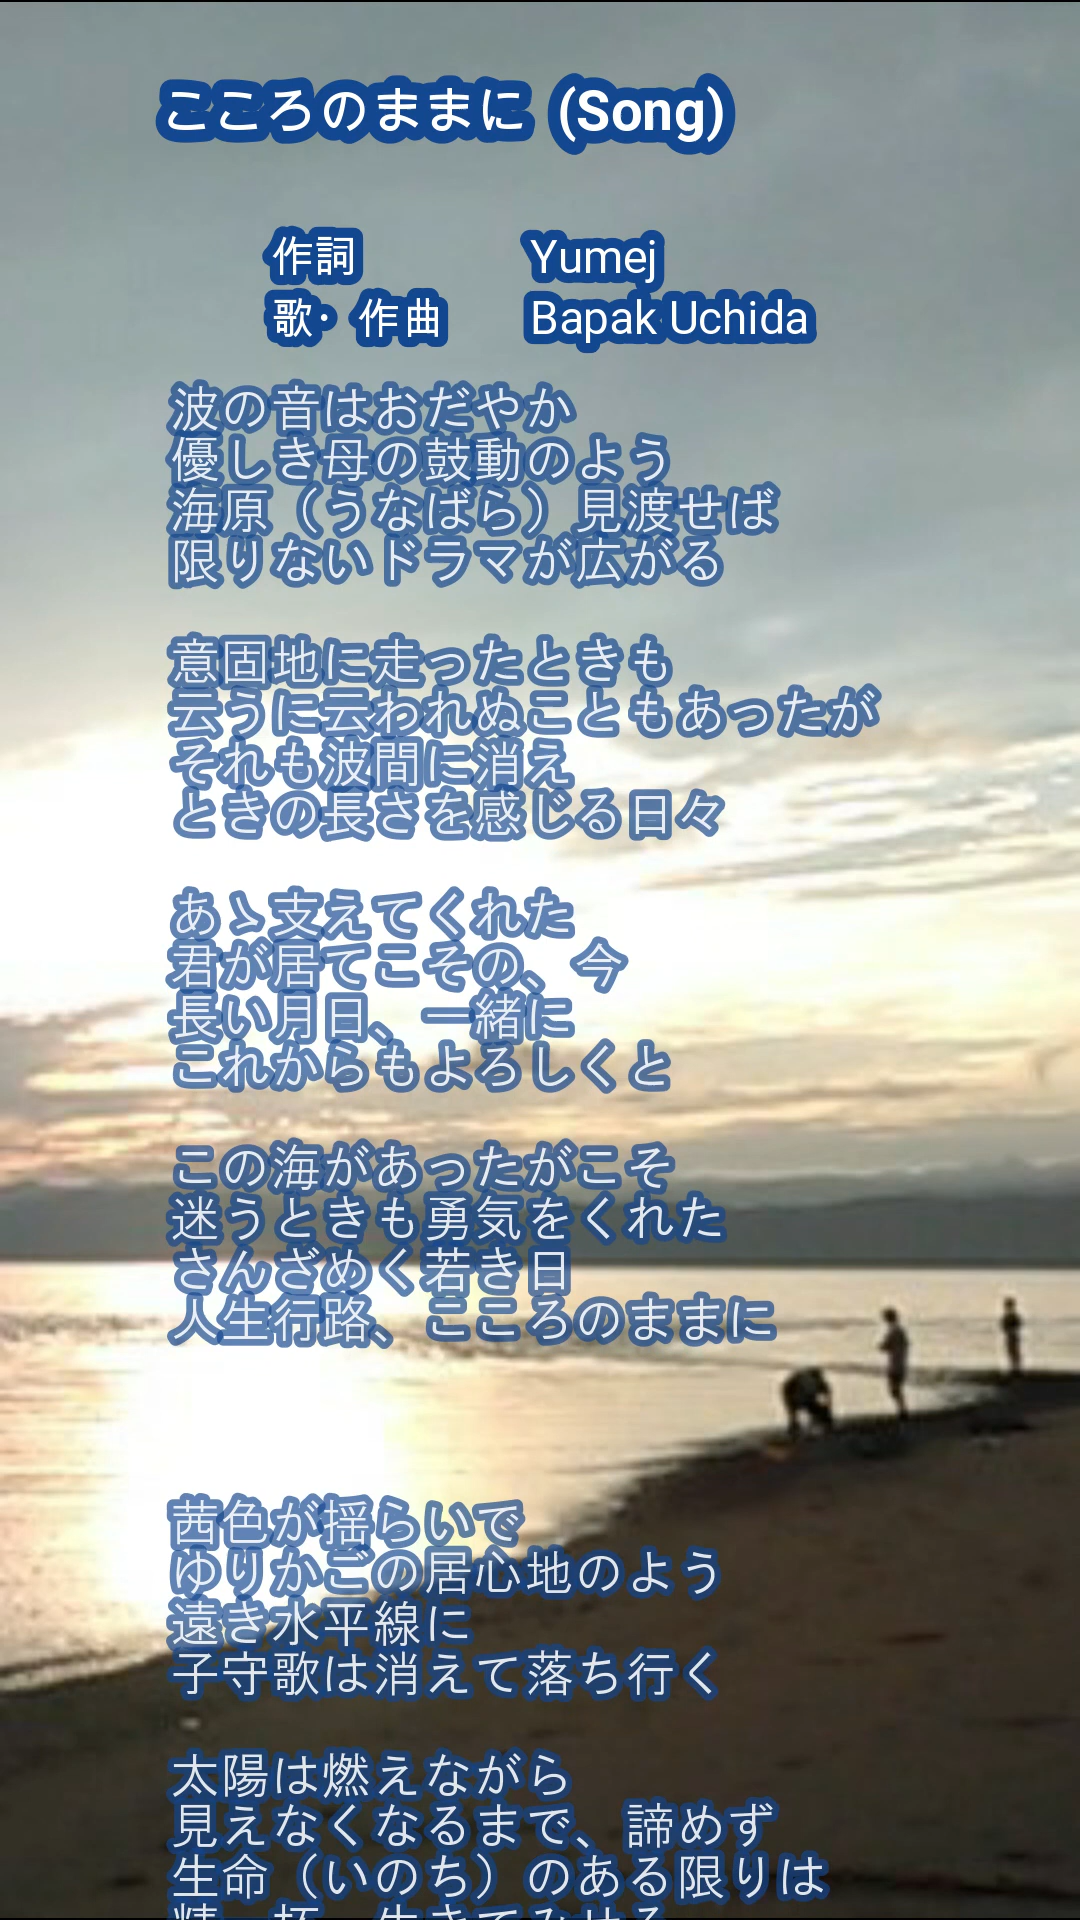 こころのままに (Song)
作詞 Yumej
歌・作曲 Bapak Uchida
波の音はおだやか
優しき母の鼓動のよう
海原（うなばら）見渡せば
限りないドラマが広がる
意固地に走ったときも
云うに云われぬこともあったが
それも波間に消え
ときの長さを感じる日々
あゝ支えてくれた
君が居てこその、今
長い月日、一緒に
これからもよろしくと
この海があったがこそ
迷うときも勇気をくれた
さんざめく若き日
人生行路、こころのままに
茜色が揺らいで
ゆりかごの居心地のよう
遠き水平線に
子守歌は消えて落ち行く
太陽は燃えながら
見えなくなるまで、諦めず
生命（いのち）のある限りは
精一杯、生きてみせる